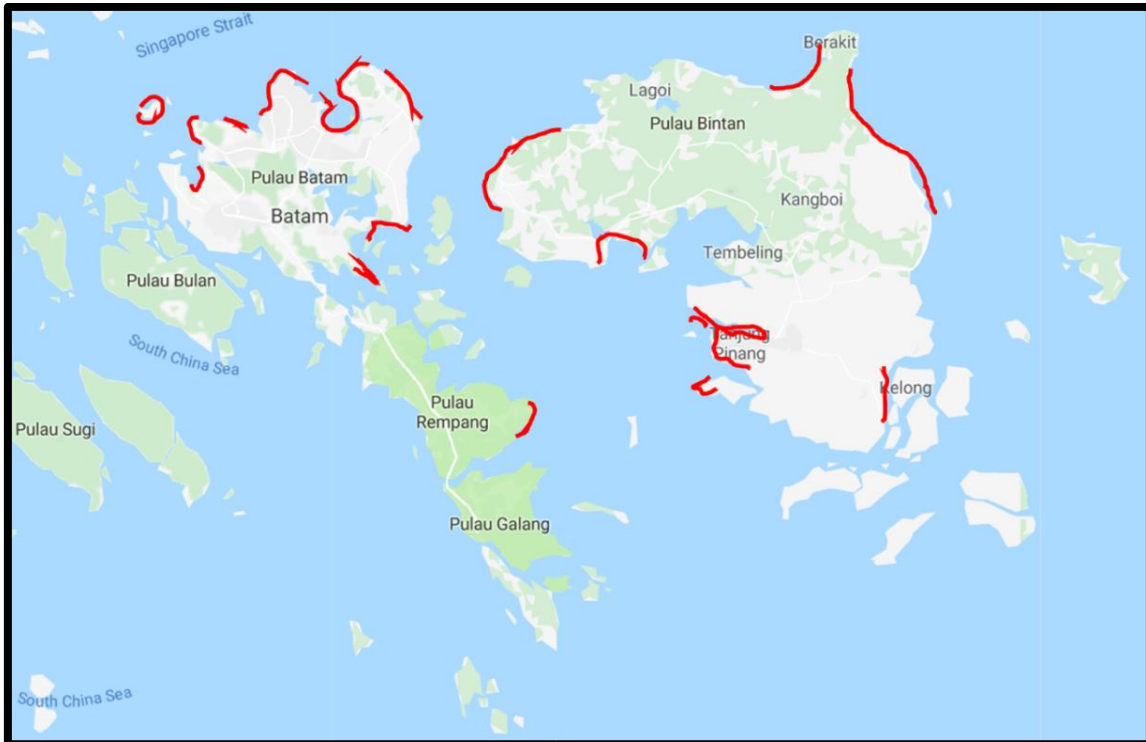 Singapore Strait
Berakit
Lagoi
Pulau Bintan
Pulau Batam
Kangboi
Batam
Tembeling
Pulau Bulan
South China Sea
Tanjung
Pinang
Kelong
Pulau
Rempang
Pulau Sugi
Pulau Galang
South China Sea